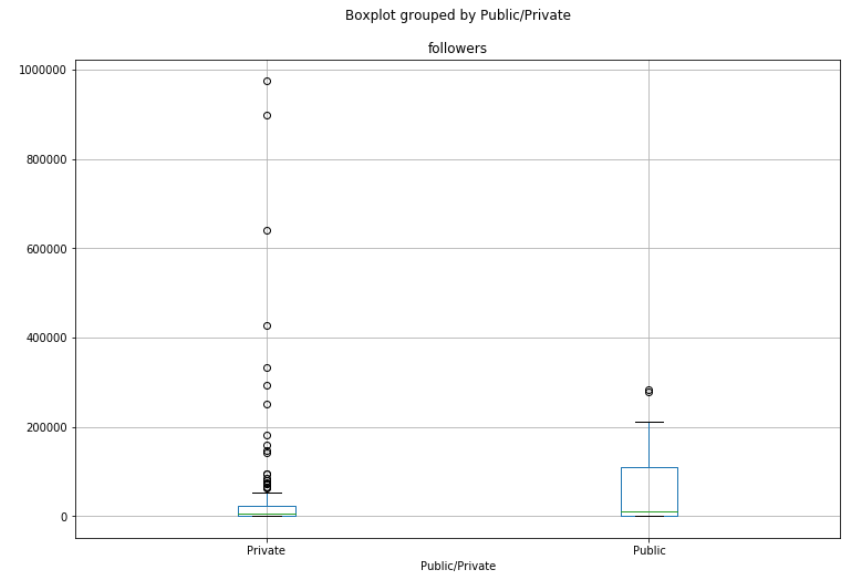 Boxplot grouped by Public/Private
followers
1000000
800000
600000
400000
200000
0
Private
Public
Public/Private